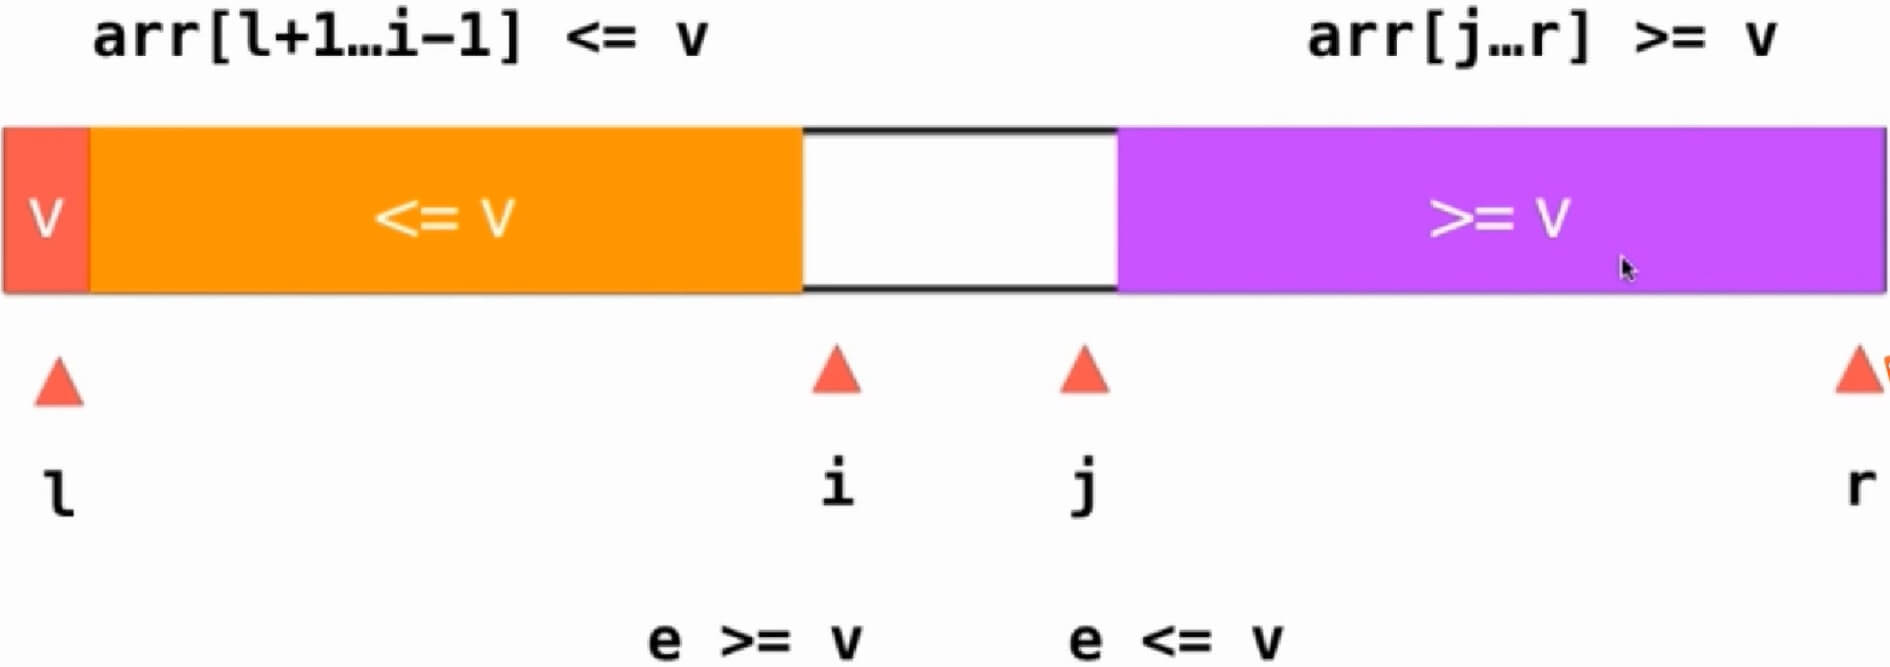 arr[l+1…i-1] <= v arr[j…r] >= v
v <= v >= v
l i j r
e >= v e <= v